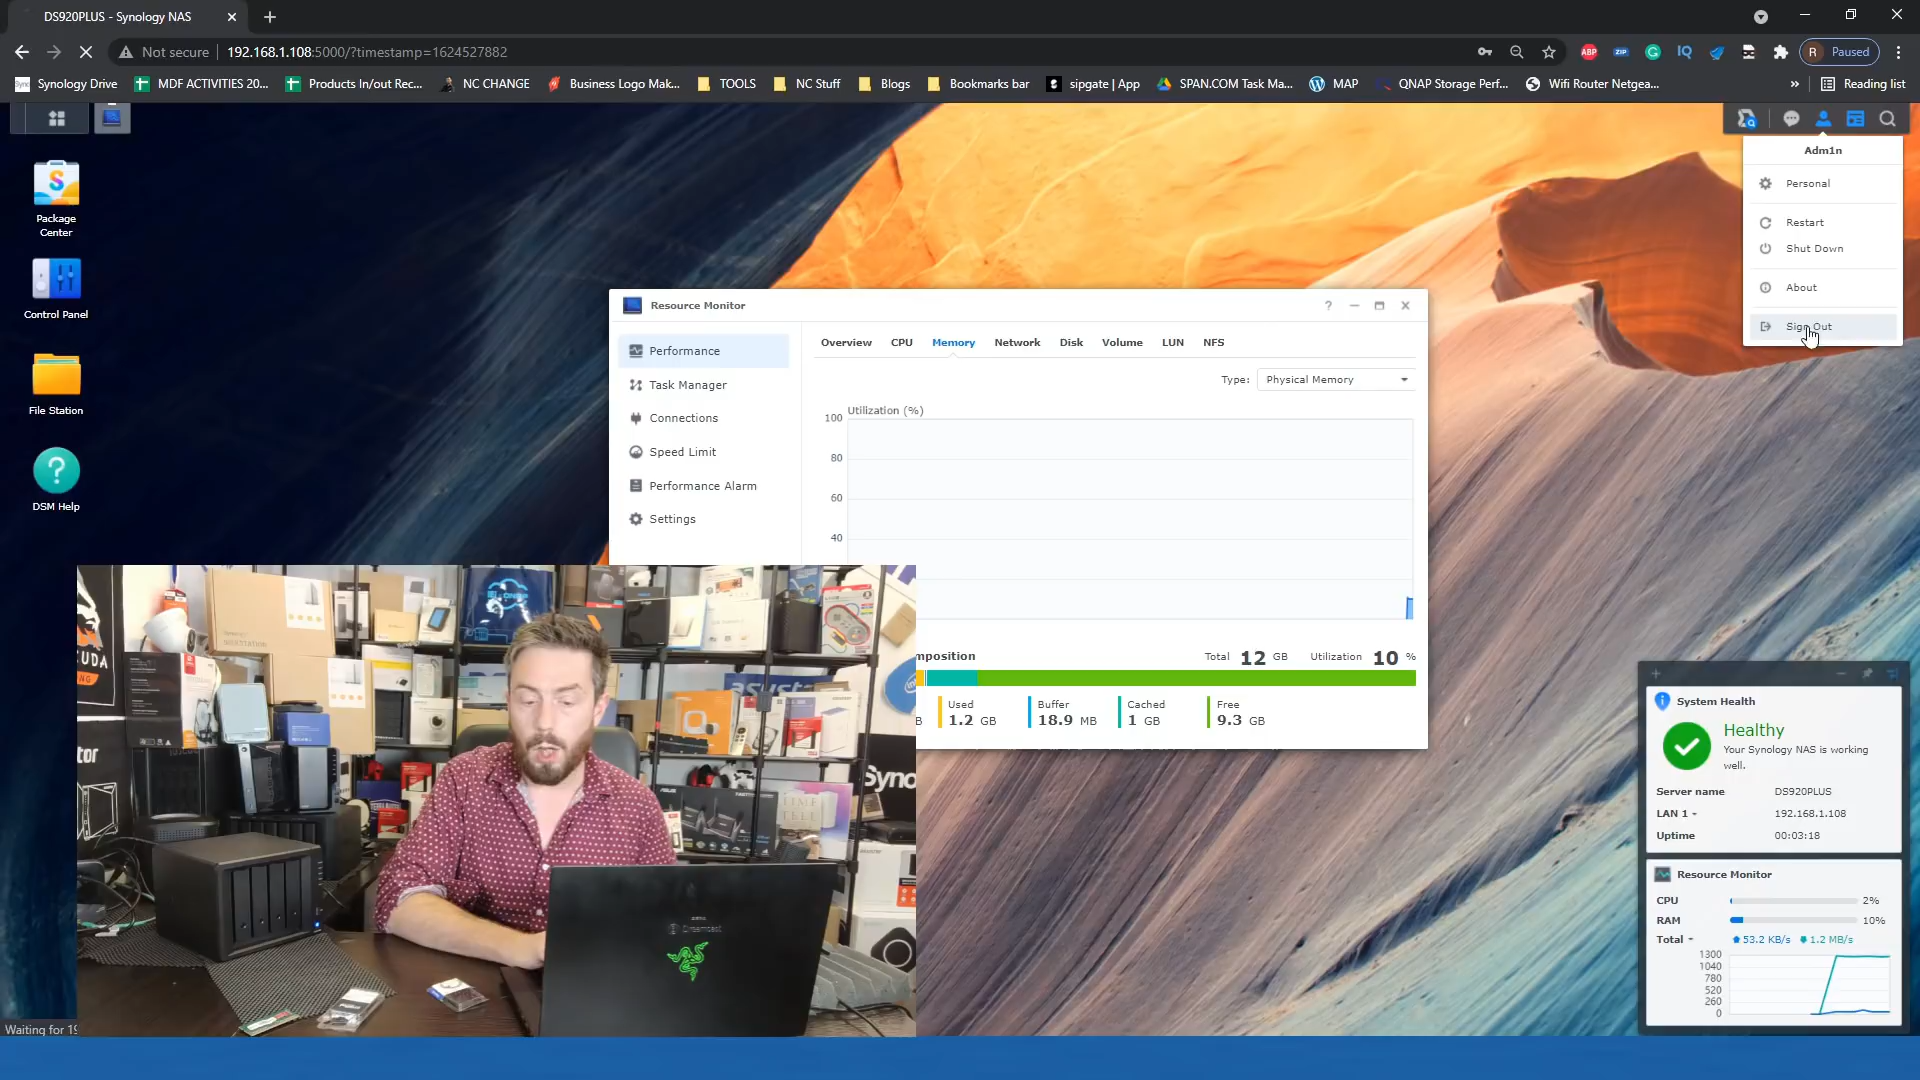 DS920PLUS - Synology NAS
Not secure
192.168.1.108:5000/?timestamp=1624527882
ABP
ZIP
IQ
R
Paused
Synology Drive
MDF ACTIVITIES 20...
Products In/out Rec...
NC CHANGE
Business Logo Mak...
TOOLS
NC Stuff
Blogs
Bookmarks bar
sipgate | App
SPAN.COM Task Ma...
MAP
QNAP Storage Perf...
Wifi Router Netgea...
»
Reading list
Package
Center
Control Panel
File Station
DSM Help
Adm1n
Personal
Restart
Shut Down
About
Sign Out
Resource Monitor
Performance
Task Manager
Connections
Speed Limit
Performance Alarm
Settings
Overview
CPU
Memory
Network
Disk
Volume
LUN
NFS
Type:
Physical Memory
Utilization (%)
100
80
60
40
mposition
Total 12 GB
Utilization 10 %
B
Used
1.2 GB
Buffer
18.9 MB
Cached
1 GB
Free
9.3 GB
System Health
Healthy
Your Synology NAS is working
well.
Server name DS920PLUS
LAN 1 192.168.1.108
Uptime 00:03:18
Resource Monitor
CPU 2%
RAM 10%
Total 53.2 KB/s 1.2 MB/s
1300
1040
780
520
260
0
UDA
tor
Syno
Dreamcast
Waiting for 19